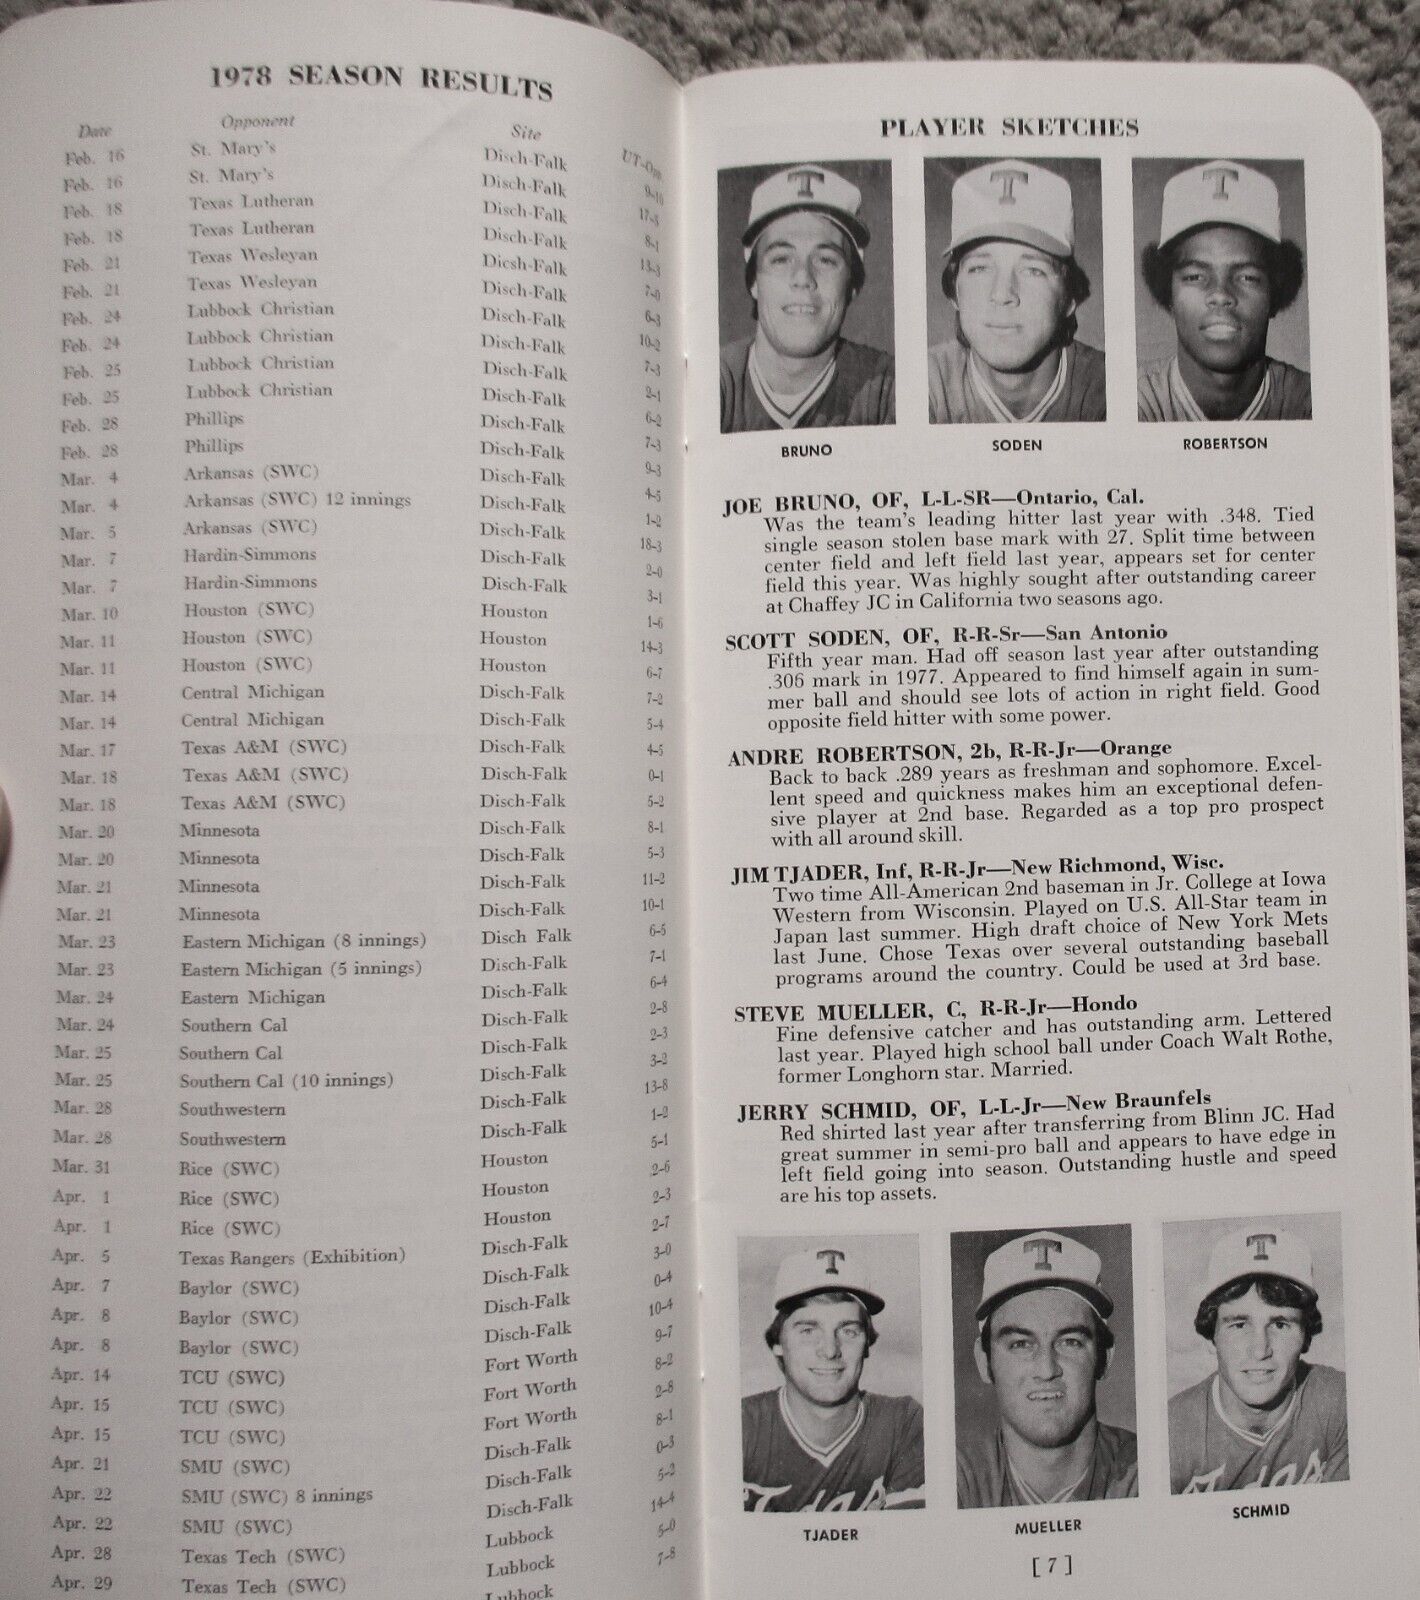 1978 SEASON RESULTS
Date Opponent Site UT-Opp
Feb. 16 St. Mary's Disch-Falk 9-10
Feb. 16 St. Mary's Disch-Falk 17-5
Feb. 18 Texas Lutheran Disch-Falk 8-1
Feb. 18 Texas Lutheran Disch-Falk 13-3
Feb. 21 Texas Wesleyan Dicsh-Falk 7-0
Feb. 21 Texas Wesleyan Disch-Falk 6-3
Feb. 24 Lubbock Christian Disch-Falk 10-2
Feb. 24 Lubbock Christian Disch-Falk 7-3
Feb. 25 Lubbock Christian Disch-Falk 2-1
Feb. 25 Lubbock Christian Disch-Falk 6-2
Feb. 28 Phillips Disch-Falk 7-3
Feb. 28 Phillips Disch-Falk 9-3
Mar. 4 Arkansas (SWC) Disch-Falk 4-5
Mar. 4 Arkansas (SWC) 12 innings Disch-Falk 1-2
Mar. 5 Arkansas (SWC) Disch-Falk 18-3
Mar. 7 Hardin-Simmons Disch-Falk 2-0
Mar. 7 Hardin-Simmons Disch-Falk 3-1
Mar. 10 Houston (SWC) Houston 1-6
Mar. 11 Houston (SWC) Houston 14-3
Mar. 11 Houston (SWC) Houston 6-7
Mar. 14 Central Michigan Disch-Falk 7-2
Mar. 14 Central Michigan Disch-Falk 5-4
Mar. 17 Texas A&M (SWC) Disch-Falk 4-5
Mar. 18 Texas A&M (SWC) Disch-Falk 0-1
Mar. 18 Texas A&M (SWC) Disch-Falk 5-2
Mar. 20 Minnesota Disch-Falk 8-1
Mar. 20 Minnesota Disch-Falk 5-3
Mar. 21 Minnesota Disch-Falk 11-2
Mar. 21 Minnesota Disch-Falk 10-1
Mar. 23 Eastern Michigan (8 innings) Disch Falk 6-5
Mar. 23 Eastern Michigan (5 innings) Disch-Falk 7-1
Mar. 24 Eastern Michigan Disch-Falk 6-4
Mar. 24 Southern Cal Disch-Falk 2-8
Mar. 25 Southern Cal Disch-Falk 2-3
Mar. 25 Southern Cal (10 innings) Disch-Falk 3-2
Mar. 28 Southwestern Disch-Falk 13-8
Mar. 28 Southwestern Disch-Falk 1-2
Mar. 31 Rice (SWC) Houston 5-1
Apr. 1 Rice (SWC) Houston 2-6
Apr. 1 Rice (SWC) Houston 2-3
Apr. 5 Texas Rangers (Exhibition) Disch-Falk 2-7
Apr. 7 Baylor (SWC) Disch-Falk 3-0
Apr. 8 Baylor (SWC) Disch-Falk 0-4
Apr. 8 Baylor (SWC) Disch-Falk 10-4
Apr. 14 TCU (SWC) Fort Worth 9-7
Apr. 15 TCU (SWC) Fort Worth 8-2
Apr. 15 TCU (SWC) Fort Worth 2-8
Apr. 21 SMU (SWC) Disch-Falk 8-1
Apr. 22 SMU (SWC) 8 innings Disch-Falk 0-3
Apr. 22 SMU (SWC) Disch-Falk 5-2
Apr. 28 Texas Tech (SWC) Lubbock 14-4
Apr. 29 Texas Tech (SWC) Lubbock 5-0
Lubbock 7-8
PLAYER SKETCHES
T T T
BRUNO SODEN ROBERTSON
JOE BRUNO, OF, L-L-SR—Ontario, Cal.
Was the team's leading hitter last year with .348. Tied
single season stolen base mark with 27. Split time between
center field and left field last year, appears set for center
field this year. Was highly sought after outstanding career
at Chaffey JC in California two seasons ago.
SCOTT SODEN, OF, R-R-Sr—San Antonio
Fifth year man. Had off season last year after outstanding
.306 mark in 1977. Appeared to find himself again in sum-
mer ball and should see lots of action in right field. Good
opposite field hitter with some power.
ANDRE ROBERTSON, 2b, R-R-Jr—Orange
Back to back .289 years as freshman and sophomore. Excel-
lent speed and quickness makes him an exceptional defen-
sive player at 2nd base. Regarded as a top pro prospect
with all around skill.
JIM TJADER, Inf, R-R-Jr—New Richmond, Wisc.
Two time All-American 2nd baseman in Jr. College at Iowa
Western from Wisconsin. Played on U.S. All-Star team in
Japan last summer. High draft choice of New York Mets
last June. Chose Texas over several outstanding baseball
programs around the country. Could be used at 3rd base.
STEVE MUELLER, C, R-R-Jr—Hondo
Fine defensive catcher and has outstanding arm. Lettered
last year. Played high school ball under Coach Walt Rothe,
former Longhorn star. Married.
JERRY SCHMID, OF, L-L-Jr—New Braunfels
Red shirted last year after transferring from Blinn JC. Had
great summer in semi-pro ball and appears to have edge in
left field going into season. Outstanding hustle and speed
are his top assets.
T T T
Texas Texas
TJADER MUELLER SCHMID
[ 7 ]